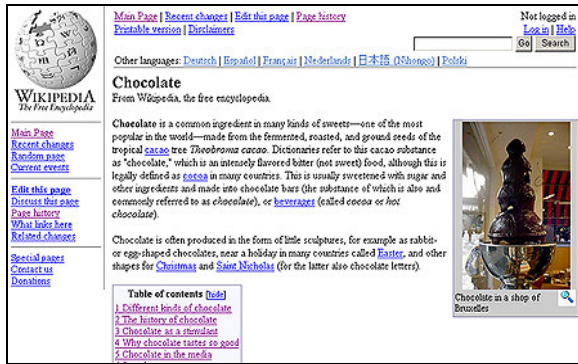 Main Page | Recent changes | Edit this page | Page history
Printable version | Disclaimers
Not logged in
Log in | Help
Go Search
Other languages: Deutsch | Español | Français | Nederlands | 日本語 (Nihongo) | Polski
WIKIPEDIA
The Free Encyclopedia
Main Page
Recent changes
Random page
Current events
Edit this page
Discuss this page
Page history
What links here
Related changes
Special pages
Contact us
Donations
Chocolate
From Wikipedia, the free encyclopedia.
Chocolate is a common ingredient in many kinds of sweets—one of the most
popular in the world—made from the fermented, roasted, and ground seeds of the
tropical cacao tree Theobroma cacao. Dictionaries refer to this cacao substance
as "chocolate," which is an intensely flavored bitter (not sweet) food, although this is
legally defined as cocoa in many countries. This is usually sweetened with sugar and
other ingredients and made into chocolate bars (the substance of which is also and
commonly referred to as chocolate), or beverages (called cocoa or hot
chocolate).
Chocolate is often produced in the form of little sculptures, for example as rabbit-
or egg-shaped chocolates, near a holiday in many countries called Easter, and other
shapes for Christmas and Saint Nicholas (for the latter also chocolate letters).
Chocolate in a shop of
Bruxelles
Table of contents [hide]
1 Different kinds of chocolate
2 The history of chocolate
3 Chocolate as a stimulant
4 Why chocolate tastes so good
5 Chocolate in the media